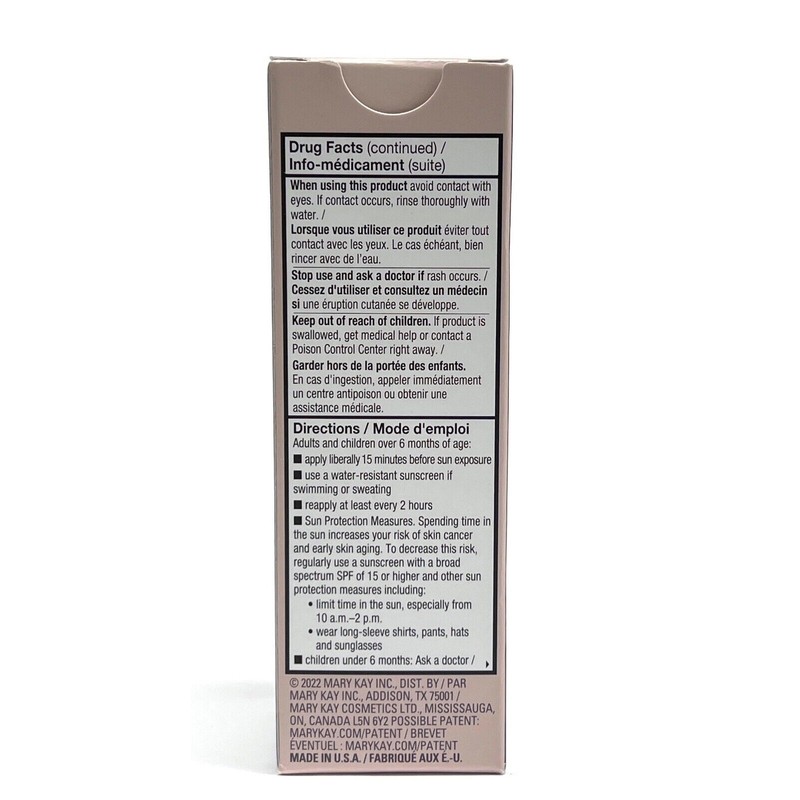 Drug Facts (continued) /
Info-médicament (suite)
When using this product avoid contact with
eyes. If contact occurs, rinse thoroughly with
water. /
Lorsque vous utiliser ce produit éviter tout
contact avec les yeux. Le cas échéant, bien
rincer avec de l'eau.
Stop use and ask a doctor if rash occurs. /
Cessez d'utiliser et consultez un médecin
si une éruption cutanée se développe.
Keep out of reach of children. If product is
swallowed, get medical help or contact a
Poison Control Center right away. /
Garder hors de la portée des enfants.
En cas d'ingestion, appeler immédiatement
un centre antipoison ou obtenir une
assistance médicale.
Directions / Mode d'emploi
Adults and children over 6 months of age:
■ apply liberally 15 minutes before sun exposure
■ use a water-resistant sunscreen if
swimming or sweating
■ reapply at least every 2 hours
■ Sun Protection Measures. Spending time in
the sun increases your risk of skin cancer
and early skin aging. To decrease this risk,
regularly use a sunscreen with a broad
spectrum SPF of 15 or higher and other sun
protection measures including:
• limit time in the sun, especially from
10 a.m.–2 p.m.
• wear long-sleeve shirts, pants, hats
and sunglasses
■ children under 6 months: Ask a doctor /
© 2022 MARY KAY INC., DIST. BY / PAR
MARY KAY INC., ADDISON, TX 75001 /
MARY KAY COSMETICS LTD., MISSISSAUGA,
ON, CANADA L5N 6Y2 POSSIBLE PATENT:
MARYKAY.COM/PATENT / BREVET
ÉVENTUEL : MARYKAY.COM/PATENT
MADE IN U.S.A. / FABRIQUÉ AUX É.-U.